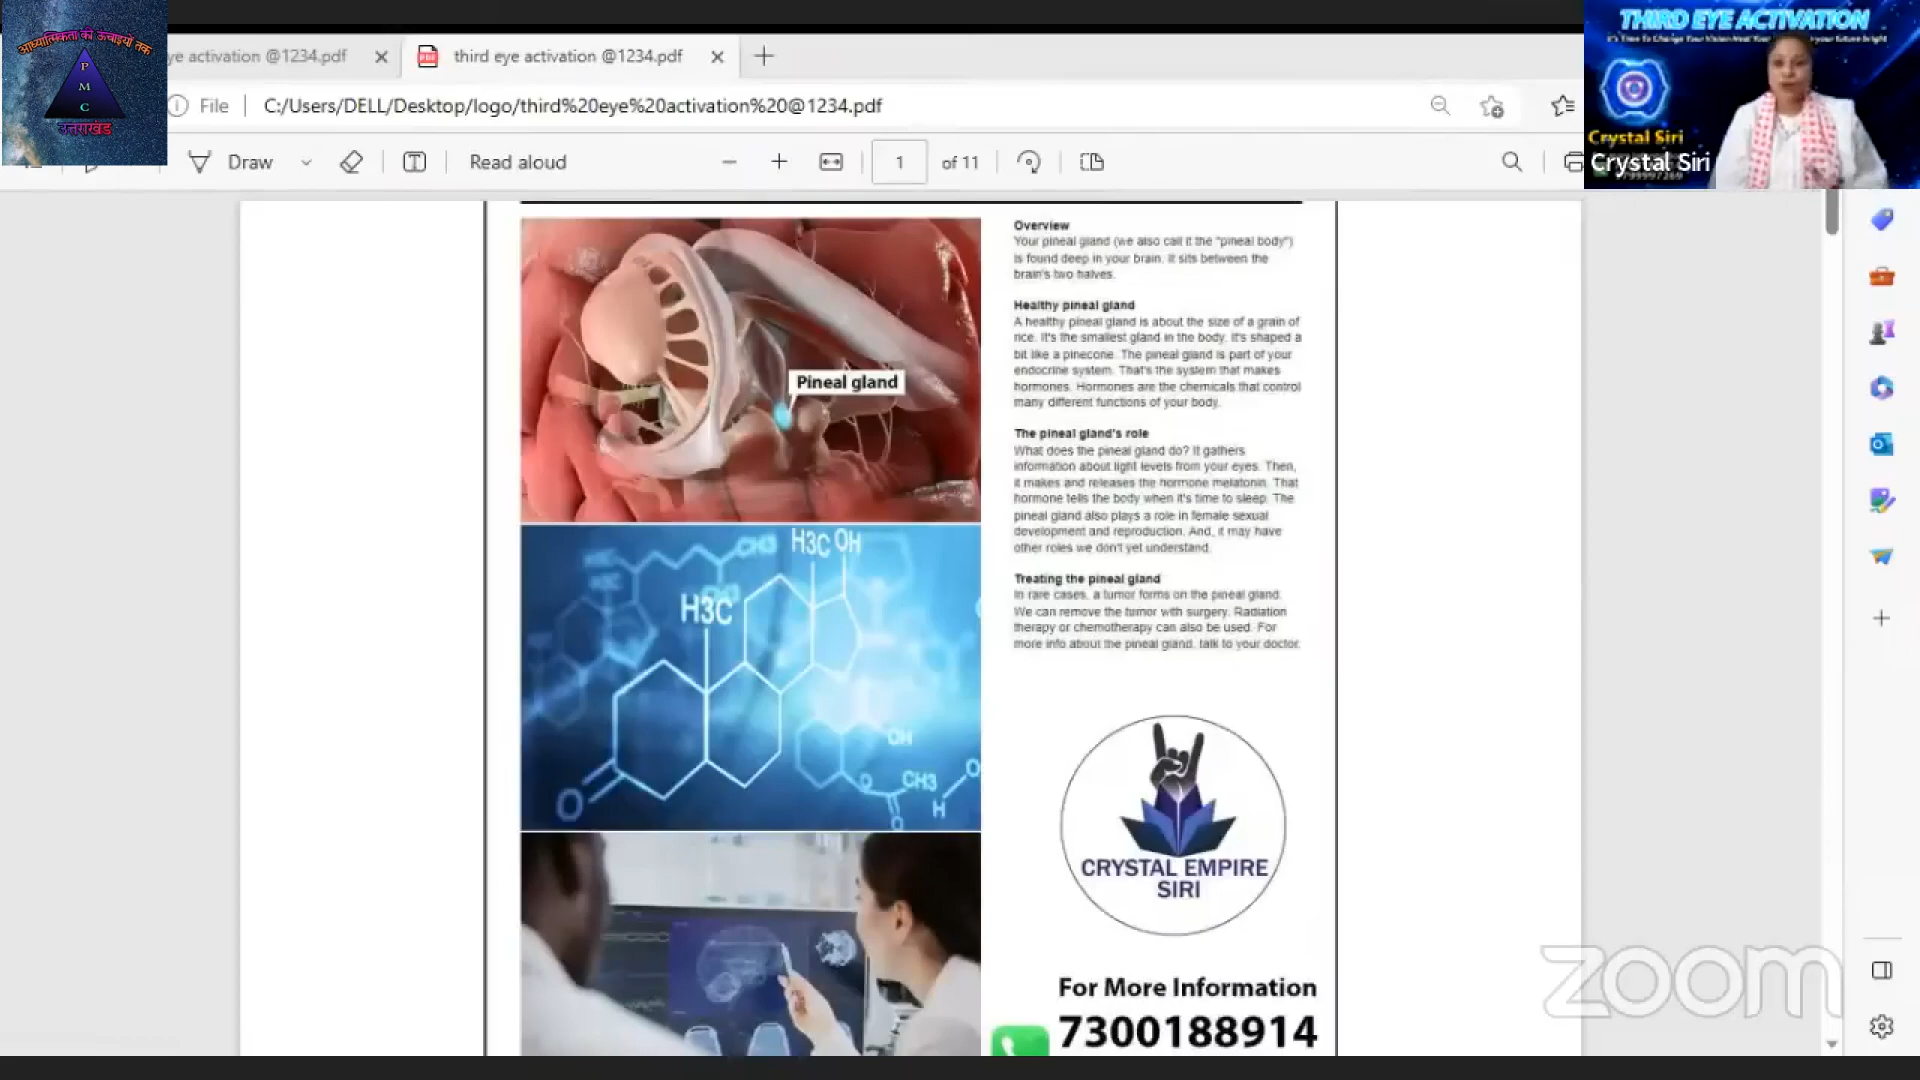 आध्यात्मिकता की ऊंचाइयों तक
P
M
C
उत्तराखंड
ye activation @1234.pdf
third eye activation @1234.pdf
File
C:/Users/DELL/Desktop/logo/third%20eye%20activation%20@1234.pdf
Draw
Read aloud
1
of 11
THIRD EYE ACTIVATION
Crystal Siri
Crystal Siri
Overview
Your pineal gland (we also call it the "pineal body")
is found deep in your brain. It sits between the
brain's two halves.
Healthy pineal gland
A healthy pineal gland is about the size of a grain of
rice. It's the smallest gland in the body. It's shaped a
bit like a pinecone. The pineal gland is part of your
endocrine system. That's the system that makes
hormones. Hormones are the chemicals that control
many different functions of your body.
The pineal gland's role
What does the pineal gland do? It gathers
information about light levels from your eyes. Then,
it makes and releases the hormone melatonin. That
hormone tells the body when it's time to sleep. The
pineal gland also plays a role in female sexual
development and reproduction. And, it may have
other roles we don't yet understand.
Treating the pineal gland
In rare cases, a tumor forms on the pineal gland.
We can remove the tumor with surgery. Radiation
therapy or chemotherapy can also be used. For
more info about the pineal gland, talk to your doctor.
Pineal gland
H3C OH
CH3
H3C
OH
O
CH3
O
H
O
O
CRYSTAL EMPIRE
SIRI
For More Information
7300188914
zoom